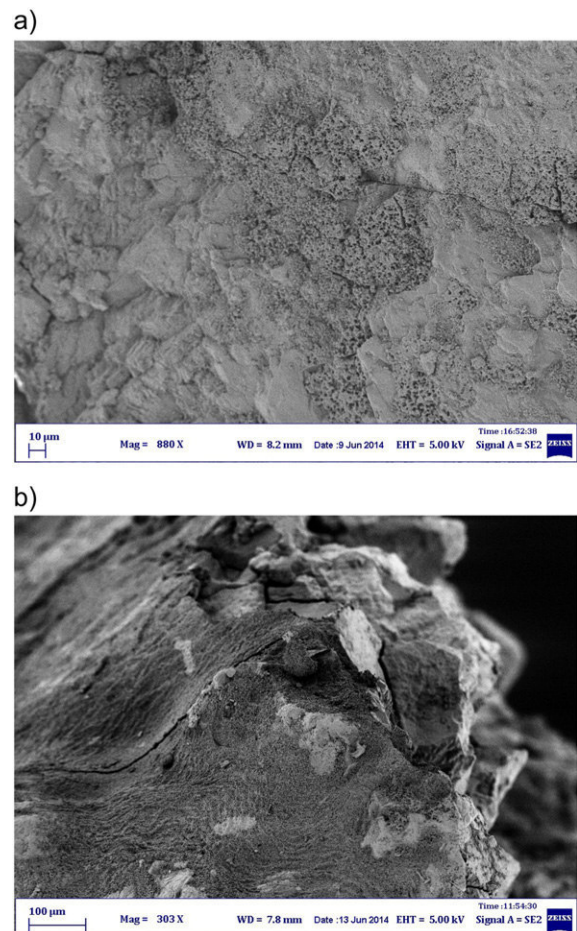 a)
Time :16:52:38
10 µm Mag = 880 X WD = 8.2 mm Date :9 Jun 2014 EHT = 5.00 kV Signal A = SE2 ZEISS
b)
Time :11:54:30
100 µm Mag = 303 X WD = 7.8 mm Date :13 Jun 2014 EHT = 5.00 kV Signal A = SE2 ZEISS